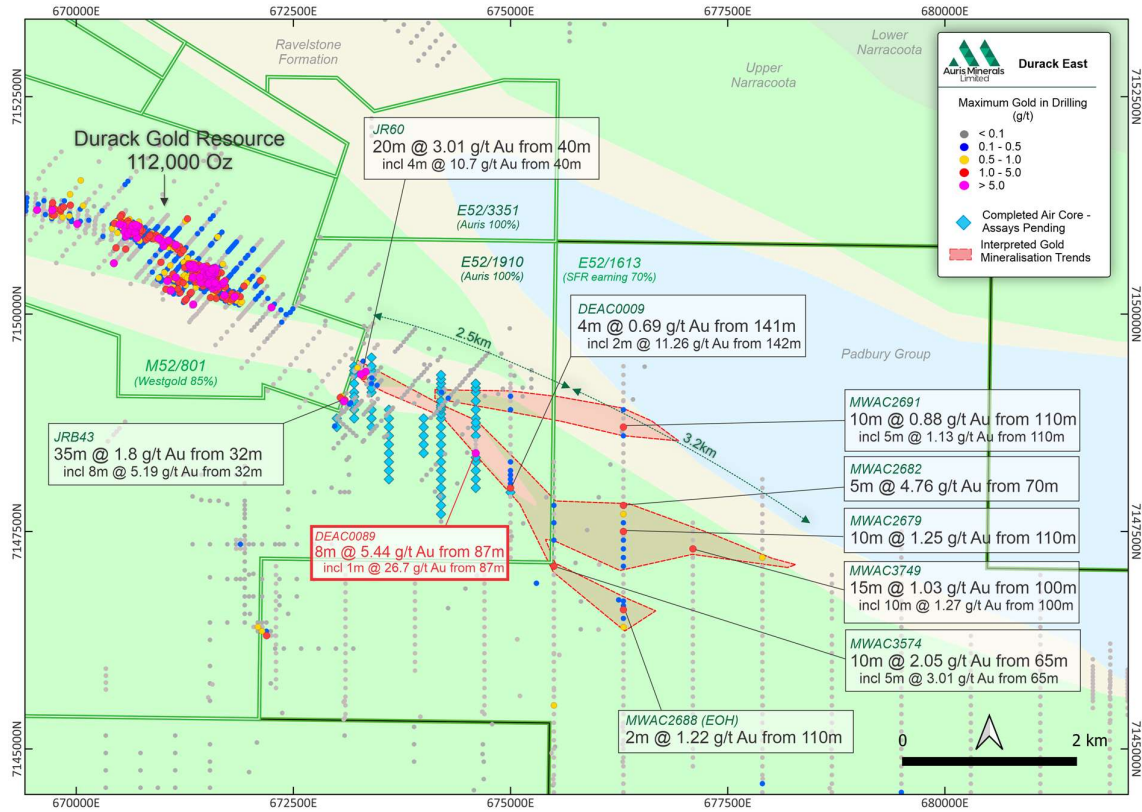 670000E
672500E
675000E
677500E
680000E
7152500N
7152500N
Ravelstone
Formation
Lower
Narracoota
Upper
Narracoota
Auris Minerals
Limited
Durack East
Maximum Gold in Drilling
(g/t)
< 0.1
0.1 - 0.5
0.5 - 1.0
1.0 - 5.0
> 5.0
Completed Air Core -
Assays Pending
Interpreted Gold
Mineralisation Trends
Durack Gold Resource
112,000 Oz
JR60
20m @ 3.01 g/t Au from 40m
incl 4m @ 10.7 g/t Au from 40m
E52/3351
(Auris 100%)
E52/1910
(Auris 100%)
E52/1613
(SFR earning 70%)
7150000N
7150000N
DEAC0009
4m @ 0.69 g/t Au from 141m
incl 2m @ 11.26 g/t Au from 142m
2.5km
Padbury Group
M52/801
(Westgold 85%)
MWAC2691
10m @ 0.88 g/t Au from 110m
incl 5m @ 1.13 g/t Au from 110m
JRB43
35m @ 1.8 g/t Au from 32m
incl 8m @ 5.19 g/t Au from 32m
3.2km
MWAC2682
5m @ 4.76 g/t Au from 70m
MWAC2679
10m @ 1.25 g/t Au from 110m
7147500N
7147500N
DEAC0089
8m @ 5.44 g/t Au from 87m
incl 1m @ 26.7 g/t Au from 87m
MWAC3749
15m @ 1.03 g/t Au from 100m
incl 10m @ 1.27 g/t Au from 100m
MWAC3574
10m @ 2.05 g/t Au from 65m
incl 5m @ 3.01 g/t Au from 65m
MWAC2688 (EOH)
2m @ 1.22 g/t Au from 110m
7145000N
7145000N
0
2 km
670000E
672500E
675000E
677500E
680000E